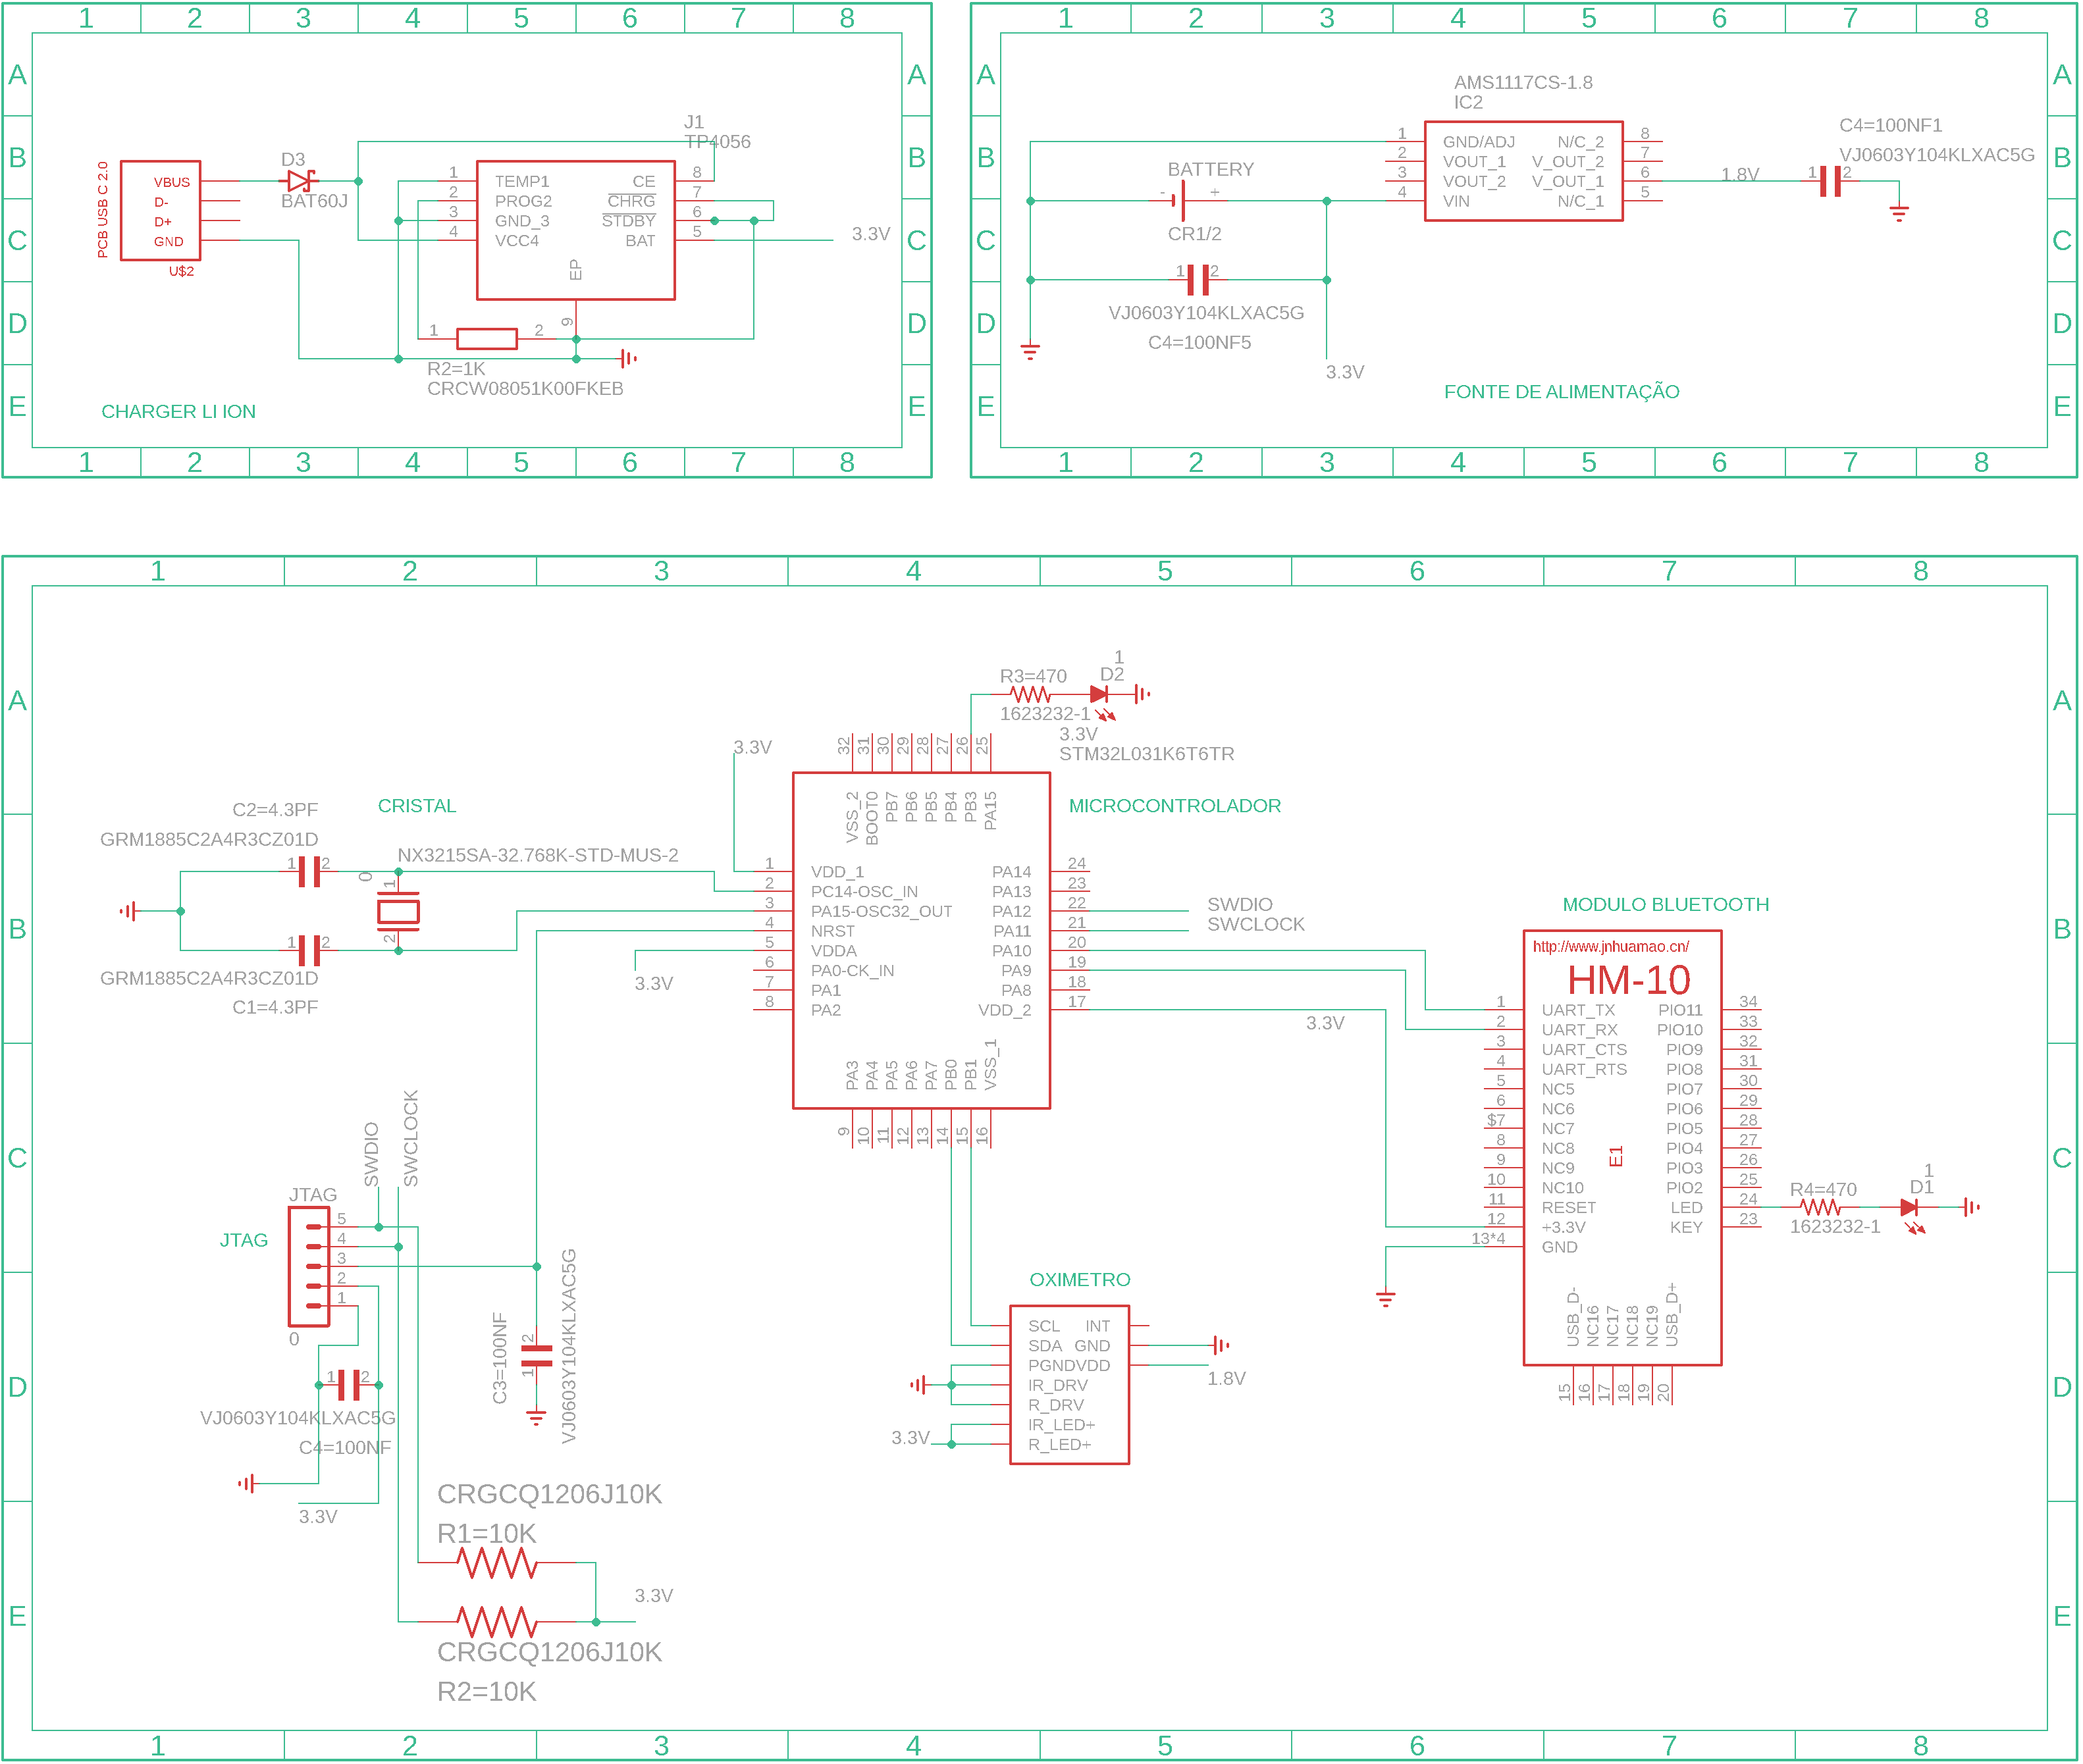 1 2 3 4 5 6 7 8
A A
B B
C C
D D
E E
PCB USB C 2.0
VBUS
D-
D+
GND
U$2
D3
BAT60J
J1
TP4056
1 TEMP1 CE 8
2 PROG2 CHRG 7
3 GND_3 STDBY 6
4 VCC4 BAT 5
EP
9
3.3V
1 2
R2=1K
CRCW08051K00FKEB
CHARGER LI ION
1 2 3 4 5 6 7 8
1 2 3 4 5 6 7 8
A A
B B
C C
D D
E E
AMS1117CS-1.8
IC2
1 GND/ADJ N/C_2 8
2 VOUT_1 V_OUT_2 7
3 VOUT_2 V_OUT_1 6
4 VIN N/C_1 5
BATTERY
- +
CR1/2
1 2
VJ0603Y104KLXAC5G
C4=100NF5
3.3V
1.8V
C4=100NF1
VJ0603Y104KLXAC5G
1 2
FONTE DE ALIMENTAÇÃO
1 2 3 4 5 6 7 8
1 2 3 4 5 6 7 8
A A
B B
C C
D D
E E
R3=470
1623232-1
1
D2
3.3V
STM32L031K6T6TR
MICROCONTROLADOR
3.3V
32 31 30 29 28 27 26 25
VSS_2 BOOT0 PB7 PB6 PB5 PB4 PB3 PA15
1 VDD_1 PA14 24
2 PC14-OSC_IN PA13 23
3 PA15-OSC32_OUT PA12 22
4 NRST PA11 21
5 VDDA PA10 20
6 PA0-CK_IN PA9 19
7 PA1 PA8 18
8 PA2 VDD_2 17
PA3 PA4 PA5 PA6 PA7 PB0 PB1 VSS_1
9 10 11 12 13 14 15 16
SWDIO
SWCLOCK
3.3V
3.3V
CRISTAL
C2=4.3PF
GRM1885C2A4R3CZ01D
1 2
NX3215SA-32.768K-STD-MUS-2
0
1
2
1 2
GRM1885C2A4R3CZ01D
C1=4.3PF
MODULO BLUETOOTH
http://www.jnhuamao.cn/
HM-10
1 UART_TX PIO11 34
2 UART_RX PIO10 33
3 UART_CTS PIO9 32
4 UART_RTS PIO8 31
5 NC5 PIO7 30
6 NC6 PIO6 29
$7 NC7 PIO5 28
8 NC8 PIO4 27
9 NC9 PIO3 26
10 NC10 PIO2 25
11 RESET LED 24
12 +3.3V KEY 23
13*4 GND
E1
USB_D- NC16 NC17 NC18 NC19 USB_D+
15 16 17 18 19 20
R4=470
1623232-1
1
D1
SWDIO
SWCLOCK
JTAG
JTAG
5
4
3
2
1
0
1 2
VJ0603Y104KLXAC5G
C4=100NF
3.3V
C3=100NF
2
1
VJ0603Y104KLXAC5G
OXIMETRO
SCL INT
SDA GND
PGNDVDD
IR_DRV
R_DRV
IR_LED+
R_LED+
1.8V
3.3V
CRGCQ1206J10K
R1=10K
3.3V
CRGCQ1206J10K
R2=10K
1 2 3 4 5 6 7 8